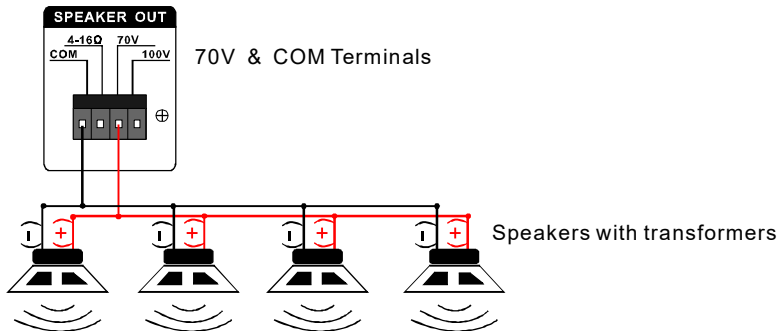 SPEAKER OUT
4-16Ω 70V
COM 100V
70V & COM Terminals
(-) (+) (-) (+) (-) (+) (-) (+)
Speakers with transformers